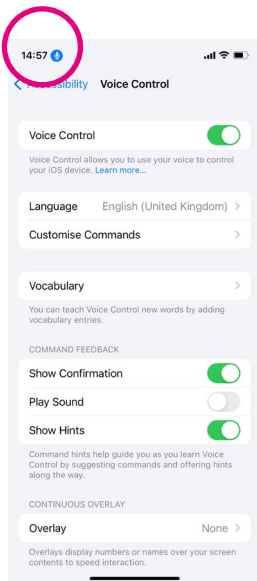 14:57
Accessibility Voice Control
Voice Control
Voice Control allows you to use your voice to control
your iOS device. Learn more...
Language English (United Kingdom)
Customise Commands
Vocabulary
You can teach Voice Control new words by adding
vocabulary entries.
COMMAND FEEDBACK
Show Confirmation
Play Sound
Show Hints
Command hints help guide you as you learn Voice
Control by suggesting commands and offering hints
along the way.
CONTINUOUS OVERLAY
Overlay None
Overlays display numbers or names over your screen
contents to speed interaction.